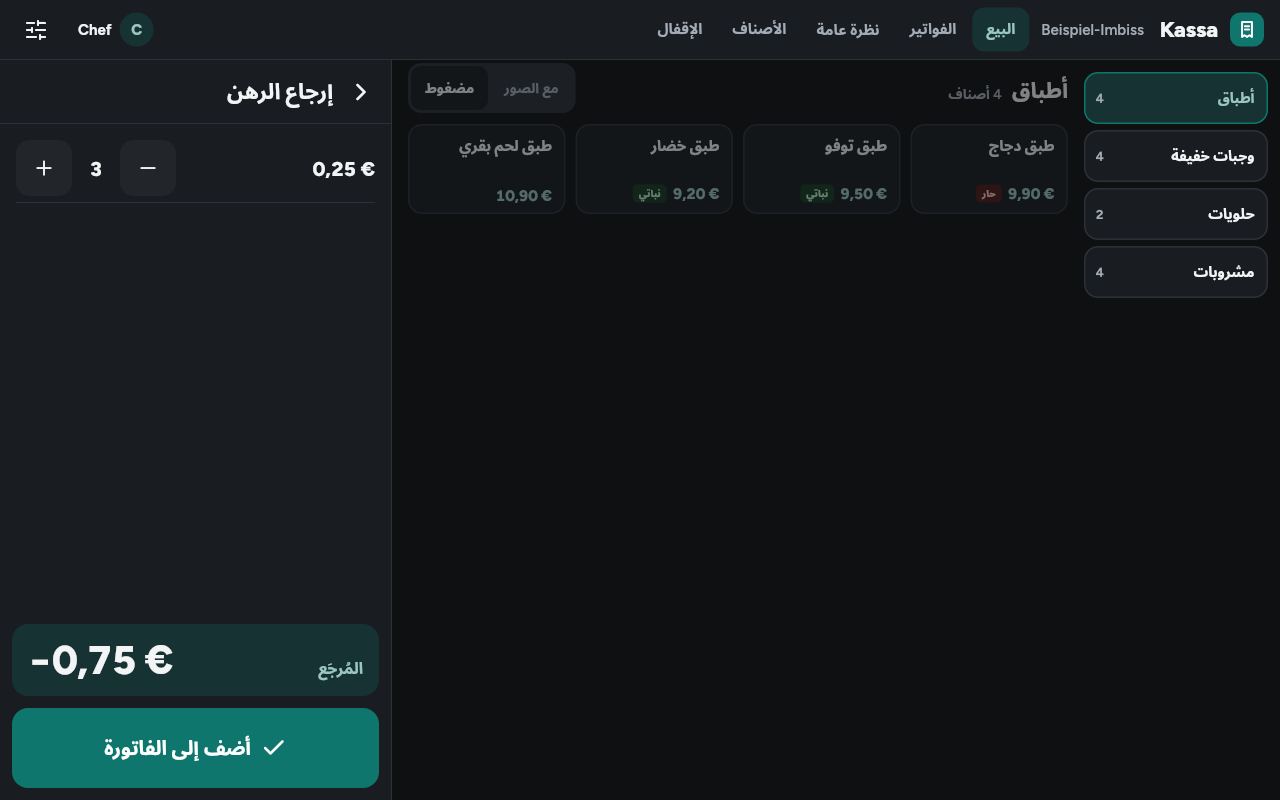 Kassa
Beispiel-Imbiss
البيع
الفواتير
نظرة عامة
الأصناف
الإقفال
C
Chef
أطباق
4
وجبات خفيفة
4
حلويات
2
مشروبات
4
أطباق
4 أصناف
مع الصور
مضغوط
طبق دجاج
9,90 €
حار
طبق توفو
9,50 €
نباتي
طبق خضار
9,20 €
نباتي
طبق لحم بقري
10,90 €
إرجاع الرهن
0,25 €
−
3
+
المُرجَع
−0,75 €
أضف إلى الفاتورة